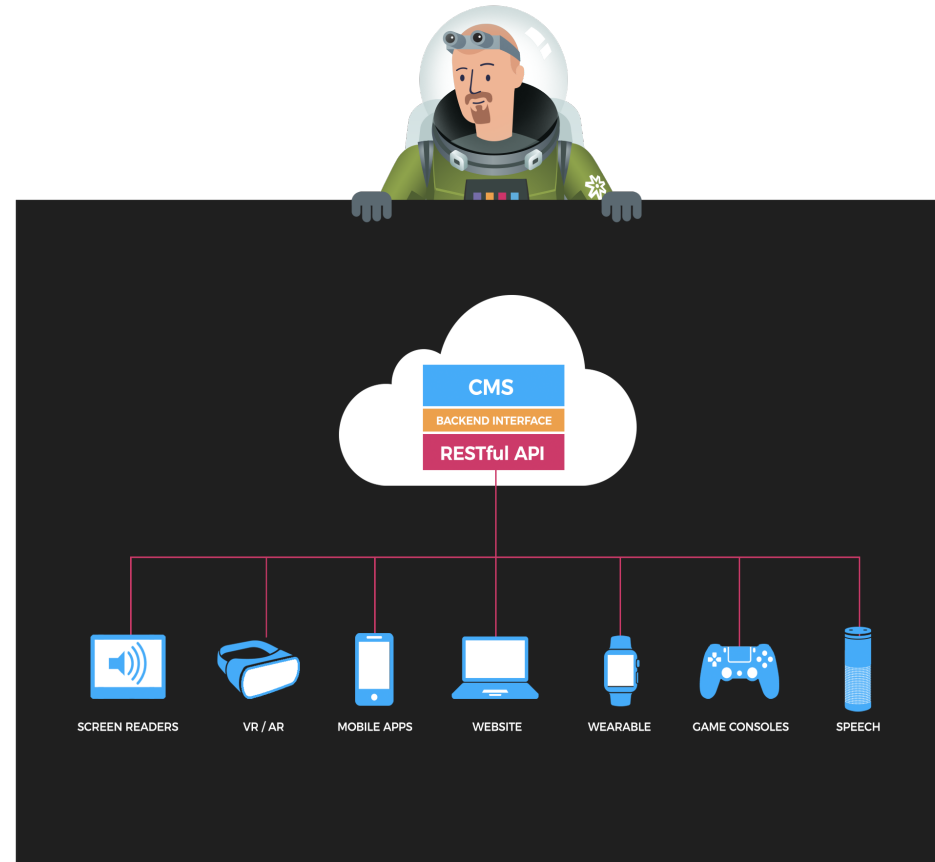 CMS
BACKEND INTERFACE
RESTful API
SCREEN READERS
VR / AR
MOBILE APPS
WEBSITE
WEARABLE
GAME CONSOLES
SPEECH